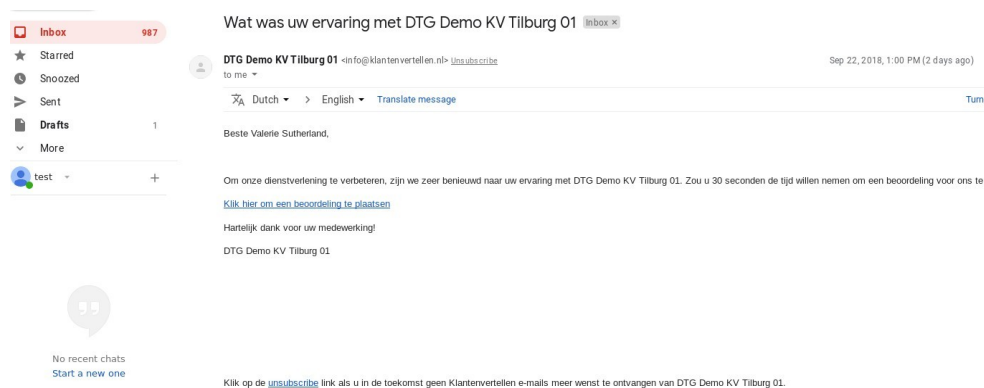 Wat was uw ervaring met DTG Demo KV Tilburg 01 Inbox ×
Inbox 987
Starred
Snoozed
Sent
Drafts 1
More
test
No recent chats
Start a new one
DTG Demo KV Tilburg 01 <info@klantenvertellen.nl> Unsubscribe Sep 22, 2018, 1:00 PM (2 days ago)
to me
Dutch > English Translate message Turn
Beste Valerie Sutherland,
Om onze dienstverlening te verbeteren, zijn we zeer benieuwd naar uw ervaring met DTG Demo KV Tilburg 01. Zou u 30 seconden de tijd willen nemen om een beoordeling voor ons te
Klik hier om een beoordeling te plaatsen
Hartelijk dank voor uw medewerking!
DTG Demo KV Tilburg 01
Klik op de unsubscribe link als u in de toekomst geen Klantenvertellen e-mails meer wenst te ontvangen van DTG Demo KV Tilburg 01.